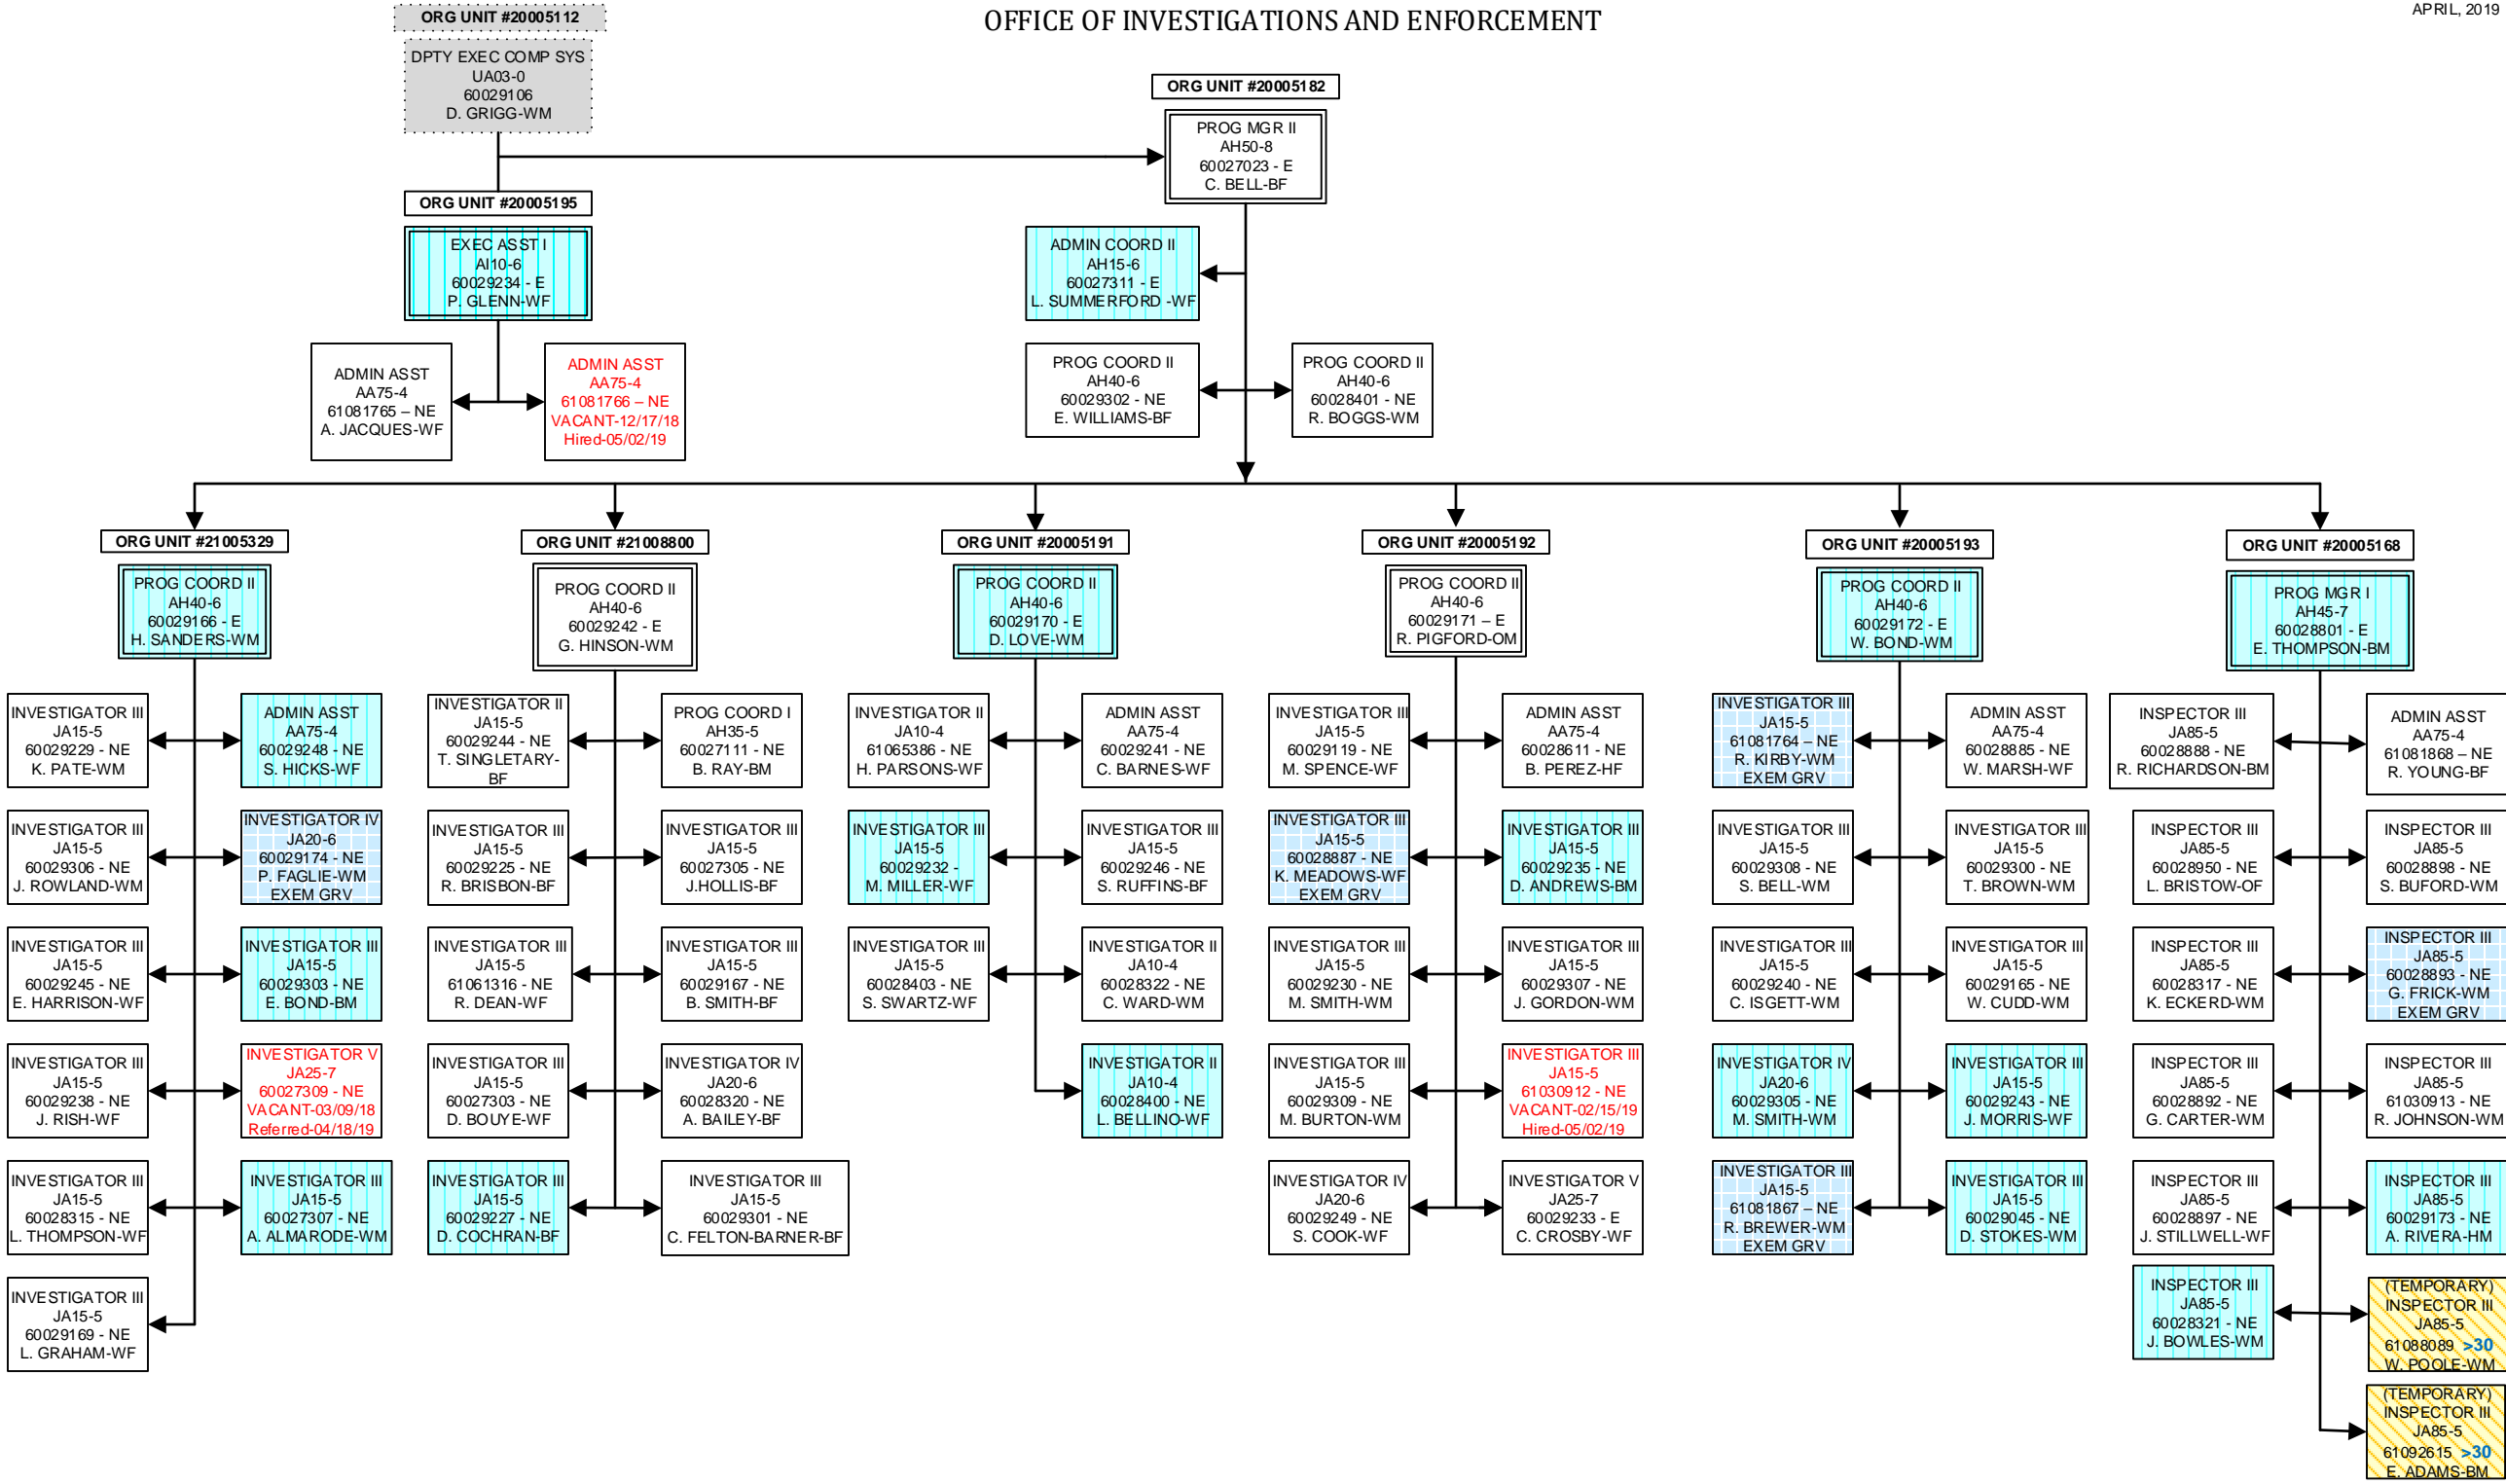 OFFICE OF INVESTIGATIONS AND ENFORCEMENT
APRIL, 2019
ORG UNIT #20005112
DPTY EXEC COMP SYS
UA03-0
60029106
D. GRIGG-WM
ORG UNIT #20005182
PROG MGR II
AH50-8
60027023 - E
C. BELL-BF
ORG UNIT #20005195
EXEC ASST I
AI10-6
60029234 - E
P. GLENN-WF
ADMIN COORD II
AH15-6
60027311 - E
L. SUMMERFORD -WF
ADMIN ASST
AA75-4
61081765 – NE
A. JACQUES-WF
ADMIN ASST
AA75-4
61081766 – NE
VACANT-12/17/18
Hired-05/02/19
PROG COORD II
AH40-6
60029302 - NE
E. WILLIAMS-BF
PROG COORD II
AH40-6
60028401 - NE
R. BOGGS-WM
ORG UNIT #21005329
PROG COORD II
AH40-6
60029166 - E
H. SANDERS-WM
INVESTIGATOR III
JA15-5
60029229 - NE
K. PATE-WM
ADMIN ASST
AA75-4
60029248 - NE
S. HICKS-WF
INVESTIGATOR III
JA15-5
60029306 - NE
J. ROWLAND-WM
INVESTIGATOR IV
JA20-6
60029174 - NE
P. FAGLIE-WM
EXEM GRV
INVESTIGATOR III
JA15-5
60029245 - NE
E. HARRISON-WF
INVESTIGATOR III
JA15-5
60029303 - NE
E. BOND-BM
INVESTIGATOR III
JA15-5
60029238 - NE
J. RISH-WF
INVESTIGATOR V
JA25-7
60027309 - NE
VACANT-03/09/18
Referred-04/18/19
INVESTIGATOR III
JA15-5
60028315 - NE
L. THOMPSON-WF
INVESTIGATOR III
JA15-5
60027307 - NE
A. ALMARODE-WM
INVESTIGATOR III
JA15-5
60029169 - NE
L. GRAHAM-WF
ORG UNIT #21008800
PROG COORD II
AH40-6
60029242 - E
G. HINSON-WM
INVESTIGATOR II
JA15-5
60029244 - NE
T. SINGLETARY-
BF
PROG COORD I
AH35-5
60027111 - NE
B. RAY-BM
INVESTIGATOR III
JA15-5
60029225 - NE
R. BRISBON-BF
INVESTIGATOR III
JA15-5
60027305 - NE
J.HOLLIS-BF
INVESTIGATOR III
JA15-5
61061316 - NE
R. DEAN-WF
INVESTIGATOR III
JA15-5
60029167 - NE
B. SMITH-BF
INVESTIGATOR III
JA15-5
60027303 - NE
D. BOUYE-WF
INVESTIGATOR IV
JA20-6
60028320 - NE
A. BAILEY-BF
INVESTIGATOR III
JA15-5
60029227 - NE
D. COCHRAN-BF
INVESTIGATOR III
JA15-5
60029301 - NE
C. FELTON-BARNER-BF
ORG UNIT #20005191
PROG COORD II
AH40-6
60029170 - E
D. LOVE-WM
INVESTIGATOR II
JA10-4
61065386 - NE
H. PARSONS-WF
ADMIN ASST
AA75-4
60029241 - NE
C. BARNES-WF
INVESTIGATOR III
JA15-5
60029232 -
M. MILLER-WF
INVESTIGATOR III
JA15-5
60029246 - NE
S. RUFFINS-BF
INVESTIGATOR III
JA15-5
60028403 - NE
S. SWARTZ-WF
INVESTIGATOR II
JA10-4
60028322 - NE
C. WARD-WM
INVESTIGATOR II
JA10-4
60028400 - NE
L. BELLINO-WF
ORG UNIT #20005192
PROG COORD II
AH40-6
60029171 – E
R. PIGFORD-OM
INVESTIGATOR III
JA15-5
60029119 - NE
M. SPENCE-WF
ADMIN ASST
AA75-4
60028611 - NE
B. PEREZ-HF
INVESTIGATOR III
JA15-5
60028887 - NE
K. MEADOWS-WF
EXEM GRV
INVESTIGATOR III
JA15-5
60029235 - NE
D. ANDREWS-BM
INVESTIGATOR III
JA15-5
60029230 - NE
M. SMITH-WM
INVESTIGATOR III
JA15-5
60029307 - NE
J. GORDON-WM
INVESTIGATOR III
JA15-5
60029309 - NE
M. BURTON-WM
INVESTIGATOR III
JA15-5
61030912 - NE
VACANT-02/15/19
Hired-05/02/19
INVESTIGATOR IV
JA20-6
60029249 - NE
S. COOK-WF
INVESTIGATOR V
JA25-7
60029233 - E
C. CROSBY-WF
ORG UNIT #20005193
PROG COORD II
AH40-6
60029172 - E
W. BOND-WM
INVESTIGATOR III
JA15-5
61081764 – NE
R. KIRBY-WM
EXEM GRV
ADMIN ASST
AA75-4
60028885 - NE
W. MARSH-WF
INVESTIGATOR III
JA15-5
60029308 - NE
S. BELL-WM
INVESTIGATOR III
JA15-5
60029300 - NE
T. BROWN-WM
INVESTIGATOR III
JA15-5
60029240 - NE
C. ISGETT-WM
INVESTIGATOR III
JA15-5
60029165 - NE
W. CUDD-WM
INVESTIGATOR IV
JA20-6
60029305 - NE
M. SMITH-WM
INVESTIGATOR III
JA15-5
60029243 - NE
J. MORRIS-WF
INVESTIGATOR III
JA15-5
61081867 – NE
R. BREWER-WM
EXEM GRV
INVESTIGATOR III
JA15-5
60029045 - NE
D. STOKES-WM
ORG UNIT #20005168
PROG MGR I
AH45-7
60028801 - E
E. THOMPSON-BM
INSPECTOR III
JA85-5
60028888 - NE
R. RICHARDSON-BM
ADMIN ASST
AA75-4
61081868 – NE
R. YOUNG-BF
INSPECTOR III
JA85-5
60028950 - NE
L. BRISTOW-OF
INSPECTOR III
JA85-5
60028898 - NE
S. BUFORD-WM
INSPECTOR III
JA85-5
60028317 - NE
K. ECKERD-WM
INSPECTOR III
JA85-5
60028893 - NE
G. FRICK-WM
EXEM GRV
INSPECTOR III
JA85-5
60028892 - NE
G. CARTER-WM
INSPECTOR III
JA85-5
61030913 - NE
R. JOHNSON-WM
INSPECTOR III
JA85-5
60028897 - NE
J. STILLWELL-WF
INSPECTOR III
JA85-5
60029173 - NE
A. RIVERA-HM
INSPECTOR III
JA85-5
60028321 - NE
J. BOWLES-WM
(TEMPORARY)
INSPECTOR III
JA85-5
61088089 >30
W. POOLE-WM
(TEMPORARY)
INSPECTOR III
JA85-5
61092615 >30
E. ADAMS-BM